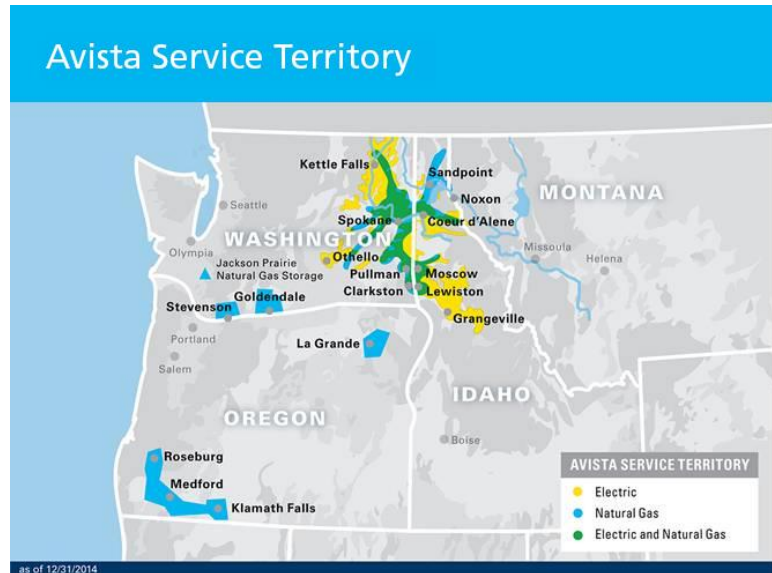 Avista Service Territory
Kettle Falls
Sandpoint
MONTANA
Noxon
Seattle
Spokane
Coeur d'Alene
WASHINGTON
Olympia
Othello
Missoula
Helena
Jackson Prairie
Natural Gas Storage
Pullman
Moscow
Clarkston
Lewiston
Goldendale
Stevenson
Grangeville
Portland
La Grande
Salem
IDAHO
OREGON
Boise
Roseburg
Medford
Klamath Falls
AVISTA SERVICE TERRITORY
Electric
Natural Gas
Electric and Natural Gas
as of 12/31/2014